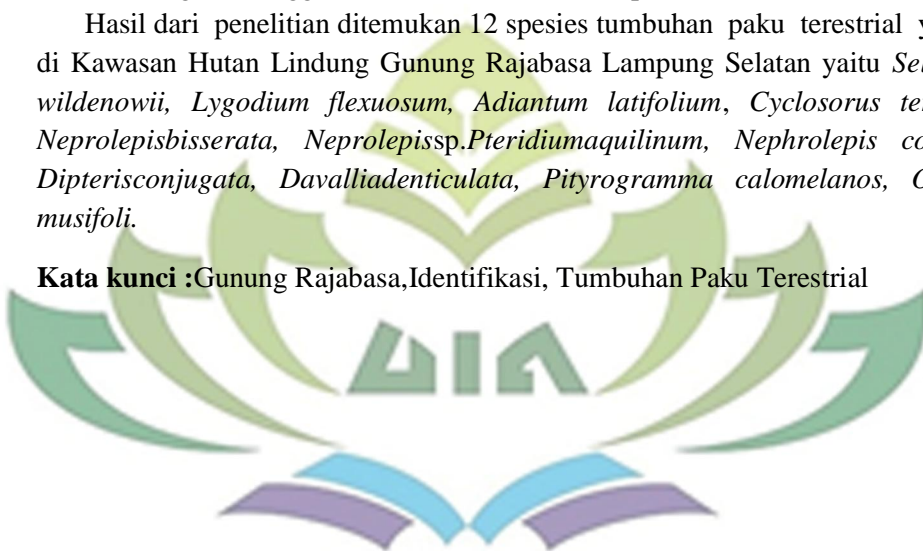 Hasil dari penelitian ditemukan 12 spesies tumbuhan paku terestrial
di Kawasan Hutan Lindung Gunung Rajabasa Lampung Selatan yaitu
wildenowii, Lygodium flexuosum, Adiantum latifolium, Cyclosorus
Neprolepisbisserata, Neprolepissp.Pteridiumaquilinum, Nephrolepis
Dipterisconjugata, Davalliadenticulata, Pityrogramma calomelanos,
musifoli.
Kata kunci :Gunung Rajabasa,Identifikasi, Tumbuhan Paku Terestrial
UIN